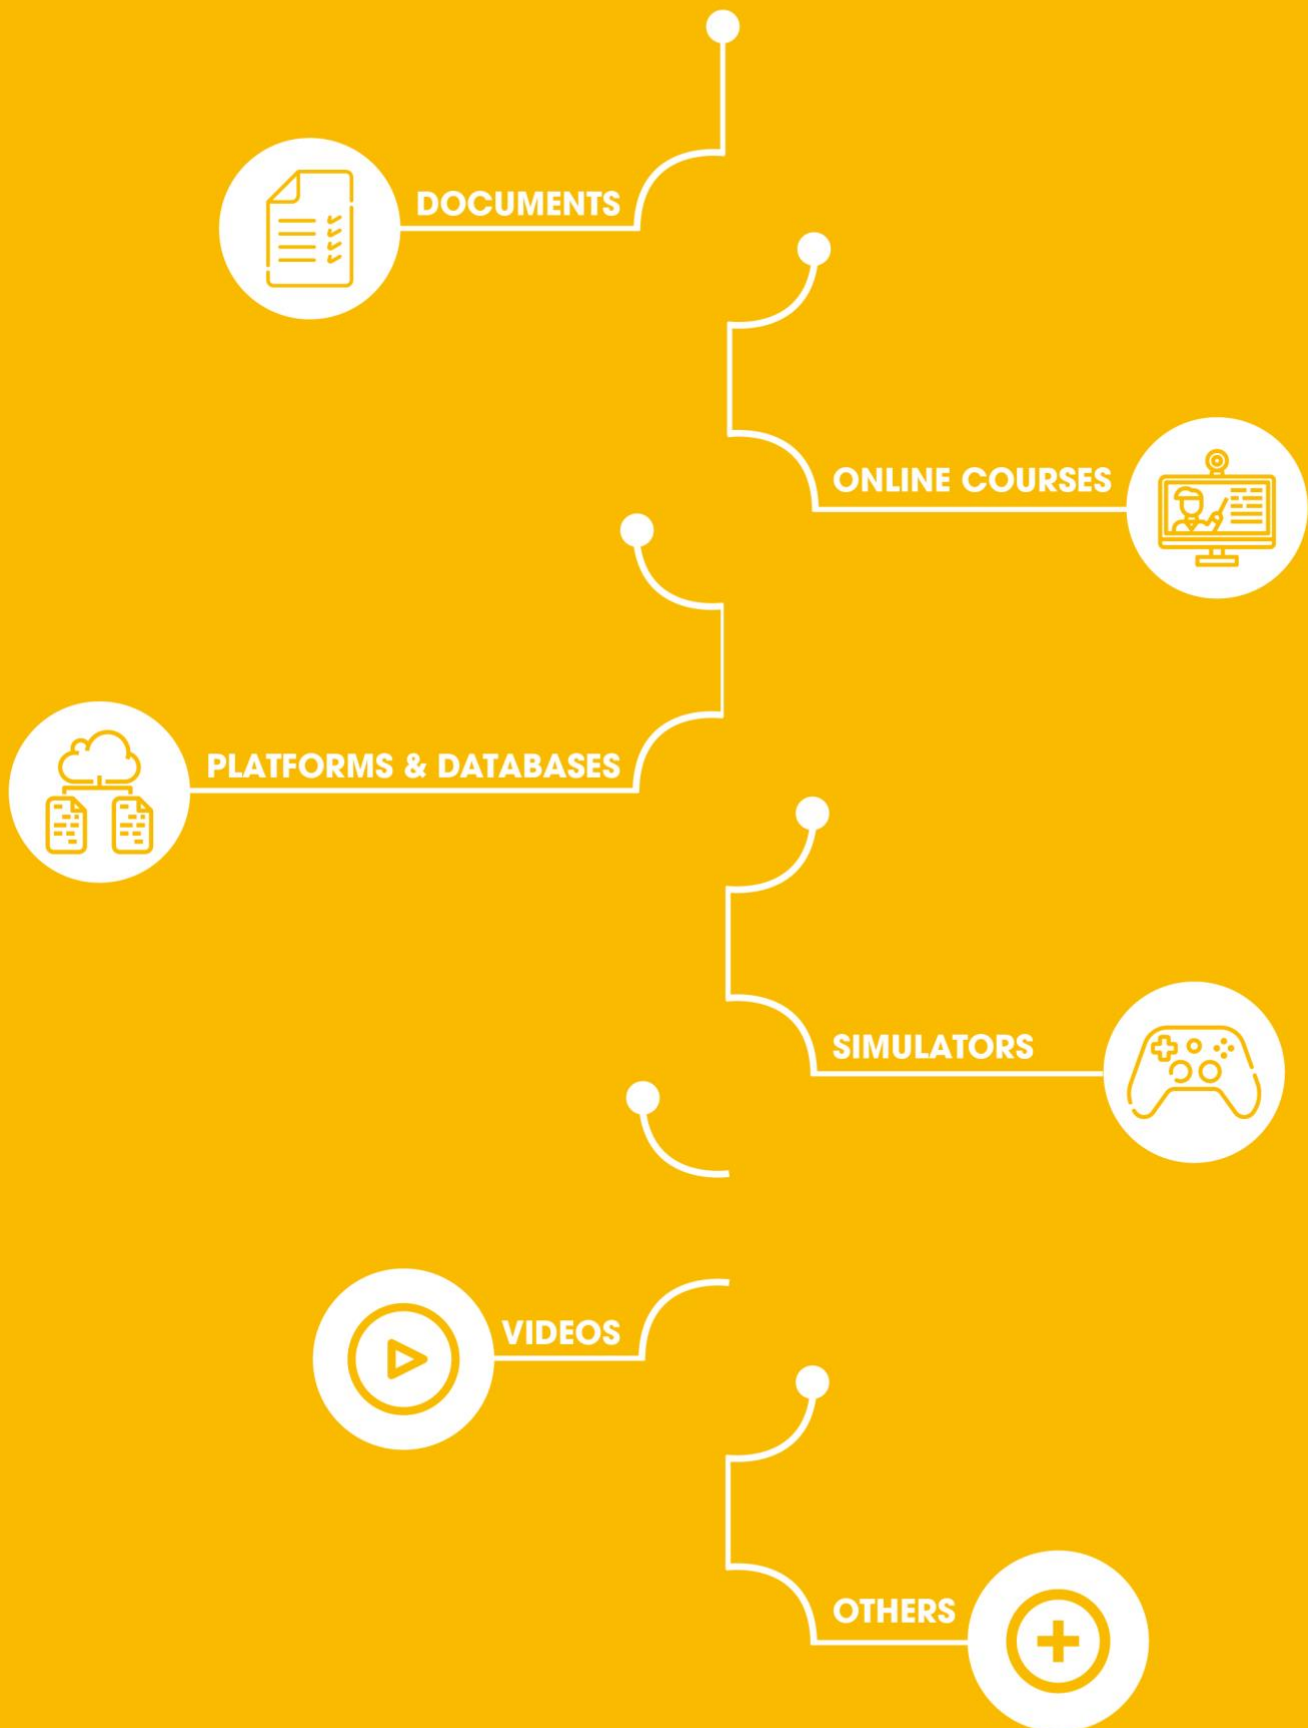 DOCUMENTS
ONLINE COURSES
PLATFORMS & DATABASES
SIMULATORS
VIDEOS
OTHERS